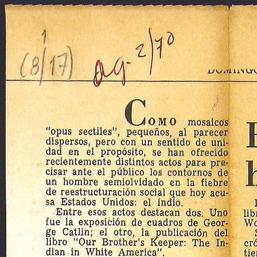 (8/17) ag. 2/70
DOMINGO
COMO mosaicos
"opus sectiles", pequeños, al parecer
dispersos, pero con un sentido de uni-
dad en el propósito, se han ofrecido
recientemente distintos actos para pre-
cisar ante el público los contornos de
un hombre semiolvidado en la fiebre
de reestructuración social que hoy acu-
sa Estados Unidos: el indio.
Entre esos actos destacan dos. Uno
fue la exposición de cuadros de Geor-
ge Catlin; el otro, la publicación del
libro "Our Brother's Keeper: The In-
dian in White America".